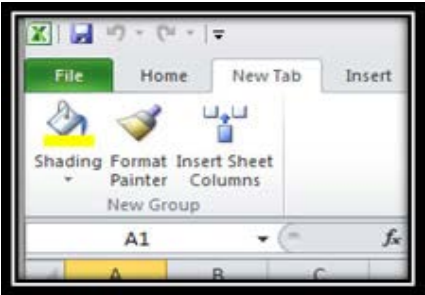 File Home New Tab Insert
Shading Format Insert Sheet
Painter Columns
New Group
A1 fx
A B C